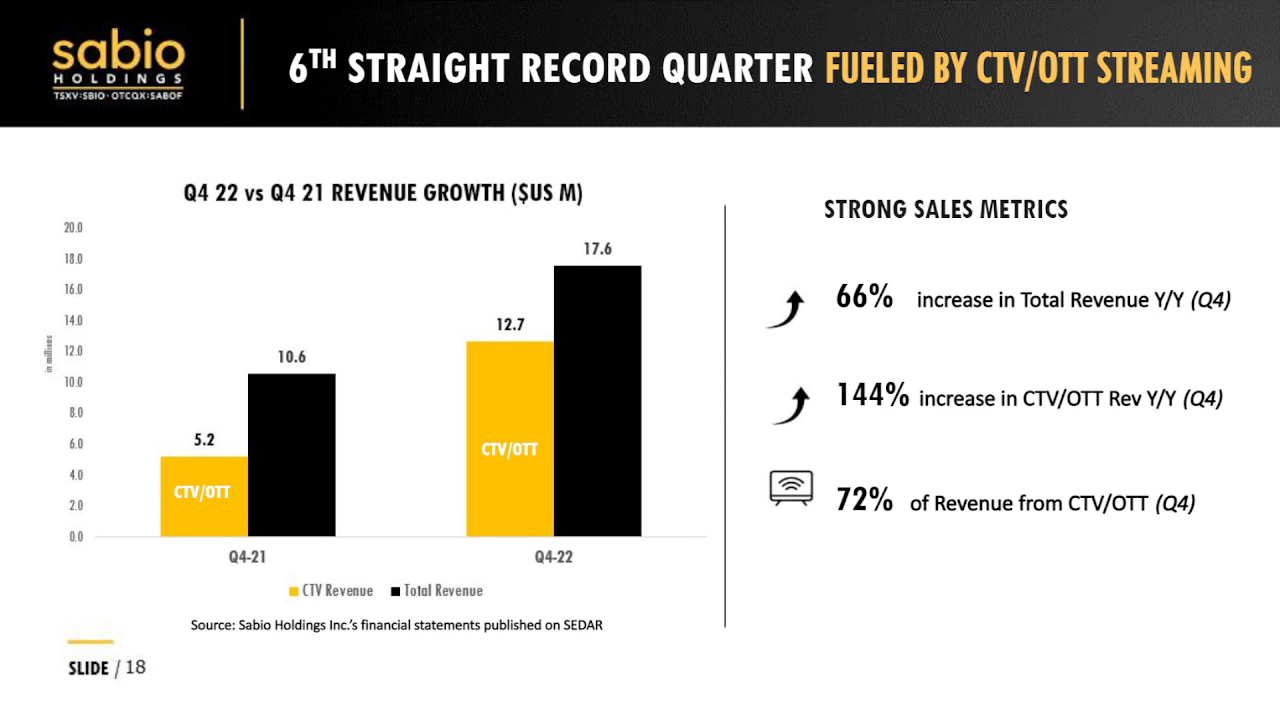 sabio
HOLDINGS
TSXV:SBIO · OTCQX:SABOF
6TH STRAIGHT RECORD QUARTER FUELED BY CTV/OTT STREAMING
Q4 22 vs Q4 21 REVENUE GROWTH ($US M)
in millions
20.0
18.0
16.0
14.0
12.0
10.0
8.0
6.0
4.0
2.0
0.0
5.2
CTV/OTT
10.6
12.7
CTV/OTT
17.6
Q4-21
Q4-22
CTV Revenue
Total Revenue
Source: Sabio Holdings Inc.'s financial statements published on SEDAR
STRONG SALES METRICS
66% increase in Total Revenue Y/Y (Q4)
144% increase in CTV/OTT Rev Y/Y (Q4)
72% of Revenue from CTV/OTT (Q4)
SLIDE / 18